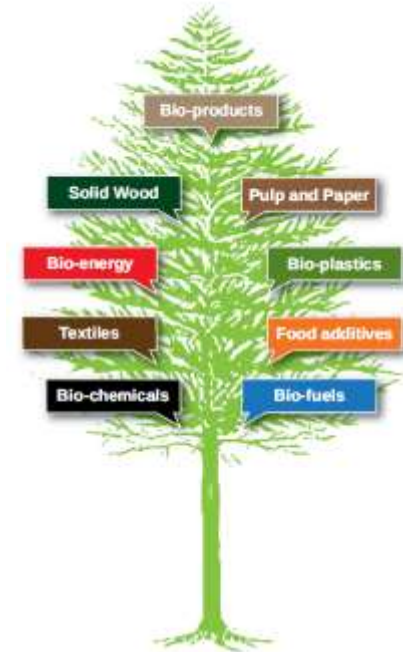 Bio-products
Solid Wood
Pulp and Paper
Bio-energy
Bio-plastics
Textiles
Food additives
Bio-chemicals
Bio-fuels